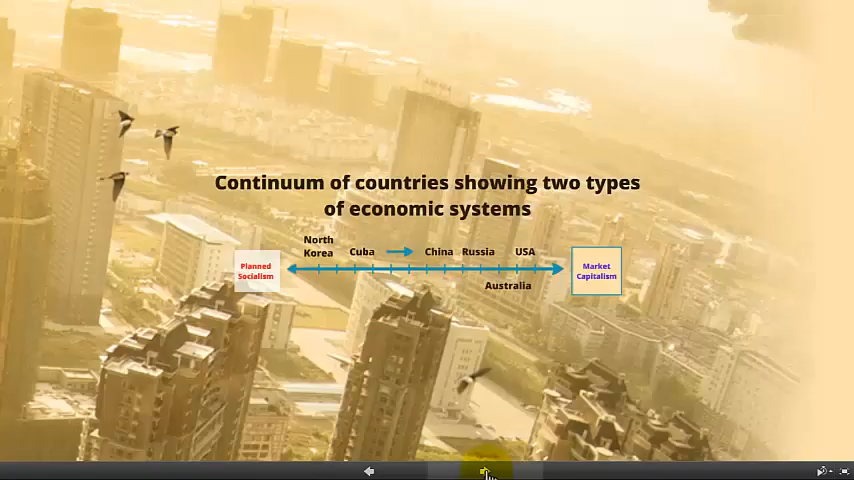 Continuum of countries showing two types
of economic systems
North
Korea
Cuba
China
Russia
USA
Planned
Socialism
Market
Capitalism
Australia